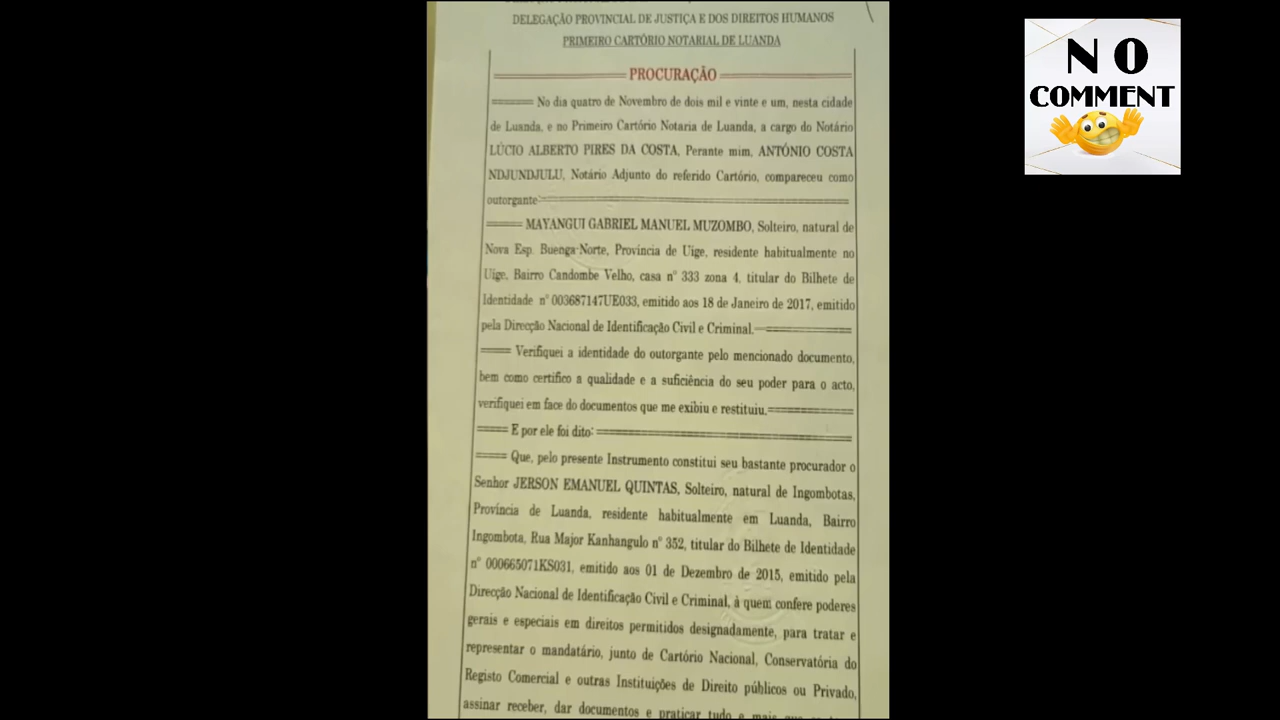 DELEGAÇÃO PROVINCIAL DE JUSTIÇA E DOS DIREITOS HUMANOS
PRIMEIRO CARTÓRIO NOTARIAL DE LUANDA
PROCURAÇÃO
No dia quatro de Novembro de dois mil e vinte e um, nesta cidade
de Luanda, e no Primeiro Cartório Notaria de Luanda, a cargo do Notário
LÚCIO ALBERTO PIRES DA COSTA, Perante mim, ANTÓNIO COSTA
NDJUNDJULU, Notário Adjunto do referido Cartório, compareceu como
outorgante
MAYANGUI GABRIEL MANUEL MUZOMBO, Solteiro, natural de
Nova Esp. Buenga-Norte, Província de Uige, residente habitualmente no
Uíge, Bairro Candombe Velho, casa nº 333 zona 4, titular do Bilhete de
Identidade nº 003687147UE033, emitido aos 18 de Janeiro de 2017, emitido
pela Direcção Nacional de Identificação Civil e Criminal.
Verifiquei a identidade do outorgante pelo mencionado documento,
bem como certifico a qualidade e a suficiência do seu poder para o acto,
verifiquei em face do documentos que me exibiu e restituiu.
E por ele foi dito:
Que, pelo presente Instrumento constitui seu bastante procurador o
Senhor JERSON EMANUEL QUINTAS, Solteiro, natural de Ingombotas,
Província de Luanda, residente habitualmente em Luanda, Bairro
Ingombota, Rua Major Kanhangulo nº 352, titular do Bilhete de Identidade
nº 000665071KS031, emitido aos 01 de Dezembro de 2015, emitido pela
Direcção Nacional de Identificação Civil e Criminal, à quem confere poderes
gerais e especiais em direitos permitidos designadamente, para tratar e
representar o mandatário, junto de Cartório Nacional, Conservatória do
Registo Comercial e outras Instituições de Direito públicos ou Privado,
assinar receber, dar documentos e praticar tudo e mais que
NO
COMMENT